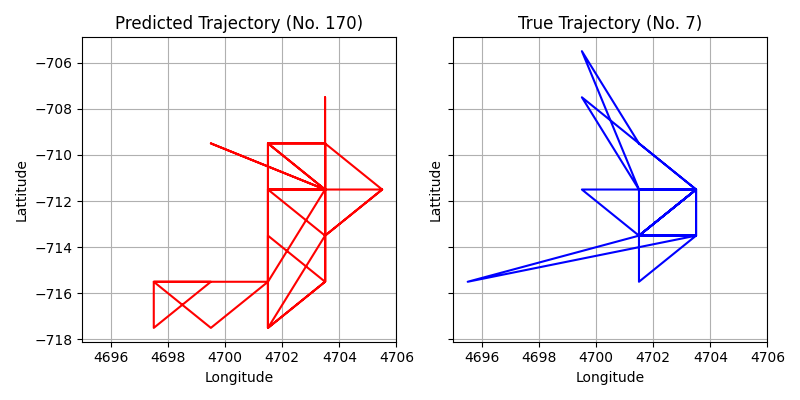 Predicted Trajectory (No. 170)
True Trajectory (No. 7)
Lattitude
−706
−708
−710
−712
−714
−716
−718
4696 4698 4700 4702 4704 4706
Longitude
Lattitude
4696 4698 4700 4702 4704 4706
Longitude